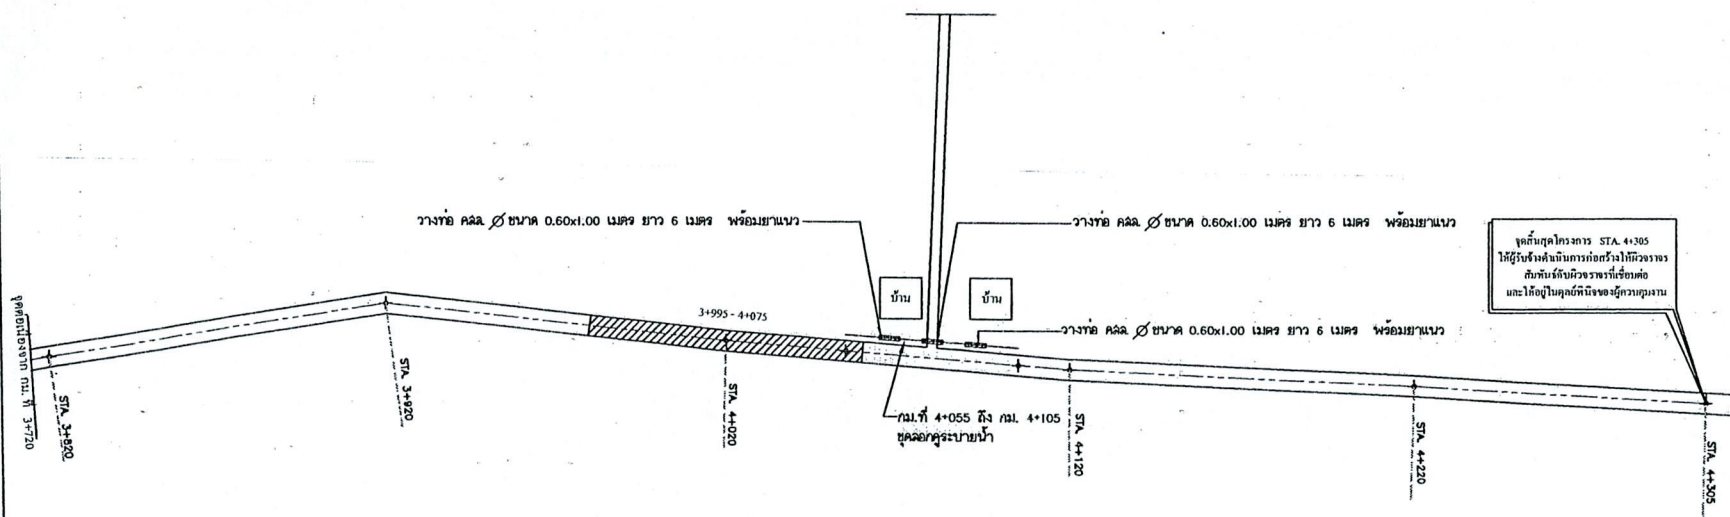 วางท่อ คสล. Ø ขนาด 0.60x1.00 เมตร ยาว 6 เมตร พร้อมยาแนว
วางท่อ คสล. Ø ขนาด 0.60x1.00 เมตร ยาว 6 เมตร พร้อมยาแนว
จุดสิ้นสุดโครงการ STA. 4+305
ให้ผู้รับจ้างดำเนินการก่อสร้างให้ผิวจราจร
สัมพันธ์กับผิวจราจรที่เชื่อมต่อ
และให้อยู่ในดุลย์พินิจของผู้ควบคุมงาน
บ้าน
บ้าน
3+995 - 4+075
วางท่อ คสล. Ø ขนาด 0.60x1.00 เมตร ยาว 6 เมตร พร้อมยาแนว
จุดต่อเนื่องจาก กม. ที่ 3+720
STA. 3+820
STA. 3+920
STA. 4+020
กม.ที่ 4+055 ถึง กม. 4+105
ขุดลอกคูระบายน้ำ
STA. 4+120
STA. 4+220
STA. 4+305